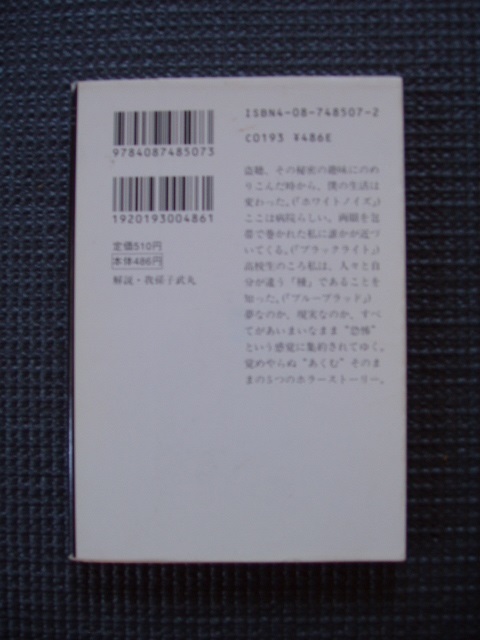 9784087485073
1920193004861
定価510円
本体486円
解説・我孫子武丸
ISBN4-08-748507-2
C0193 ¥486E
盗聴、その秘密の趣味にのめ
りこんだ時から、僕の生活は
変わった。(『ホワイトノイズ』)
ここは病院らしい。両眼を包
帯で巻かれた私に誰かが近づ
いてくる。(『ブラックライト』)
高校生のころ私は、人々と自
分が違う「種」であることを
知った。(『ブルーブラッド』)
夢なのか、現実なのか、すべ
てがあいまいなまま“恐怖”
という感覚に集約されてゆく。
覚めやらぬ“あくむ”そのま
まの5つのホラーストーリー。